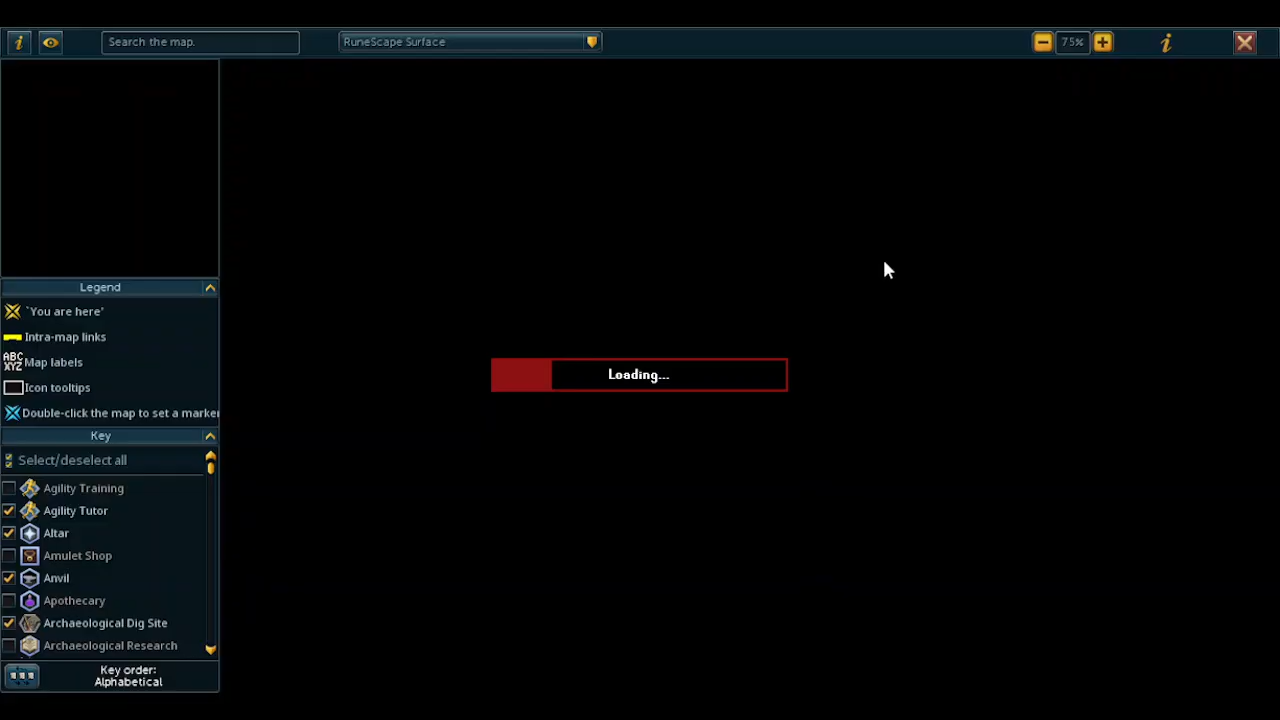 Search the map.
RuneScape Surface
75%
Legend
`You are here'
Intra-map links
ABC
XYZ
Map labels
Icon tooltips
Double-click the map to set a marker
Key
Select/deselect all
Agility Training
Agility Tutor
Altar
Amulet Shop
Anvil
Apothecary
Archaeological Dig Site
Archaeological Research
Key order:
Alphabetical
Loading...